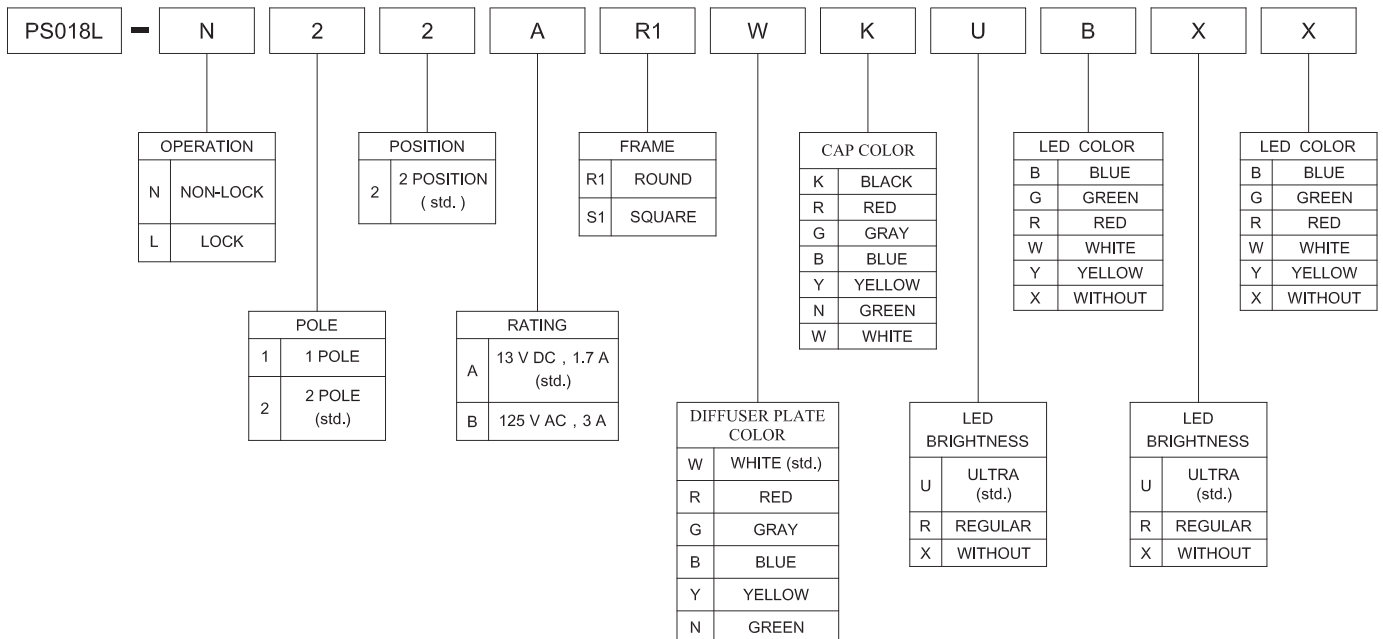 PS018L - N 2 2 A R1 W K U B X X
OPERATION
N NON-LOCK
L LOCK
POSITION
2 2 POSITION
( std. )
FRAME
R1 ROUND
S1 SQUARE
CAP COLOR
K BLACK
R RED
G GRAY
B BLUE
Y YELLOW
N GREEN
W WHITE
LED COLOR
B BLUE
G GREEN
R RED
W WHITE
Y YELLOW
X WITHOUT
LED COLOR
B BLUE
G GREEN
R RED
W WHITE
Y YELLOW
X WITHOUT
POLE
1 1 POLE
2 2 POLE
(std.)
RATING
A 13 V DC , 1.7 A
(std.)
B 125 V AC , 3 A
DIFFUSER PLATE
COLOR
W WHITE (std.)
R RED
G GRAY
B BLUE
Y YELLOW
N GREEN
LED
BRIGHTNESS
U ULTRA
(std.)
R REGULAR
X WITHOUT
LED
BRIGHTNESS
U ULTRA
(std.)
R REGULAR
X WITHOUT